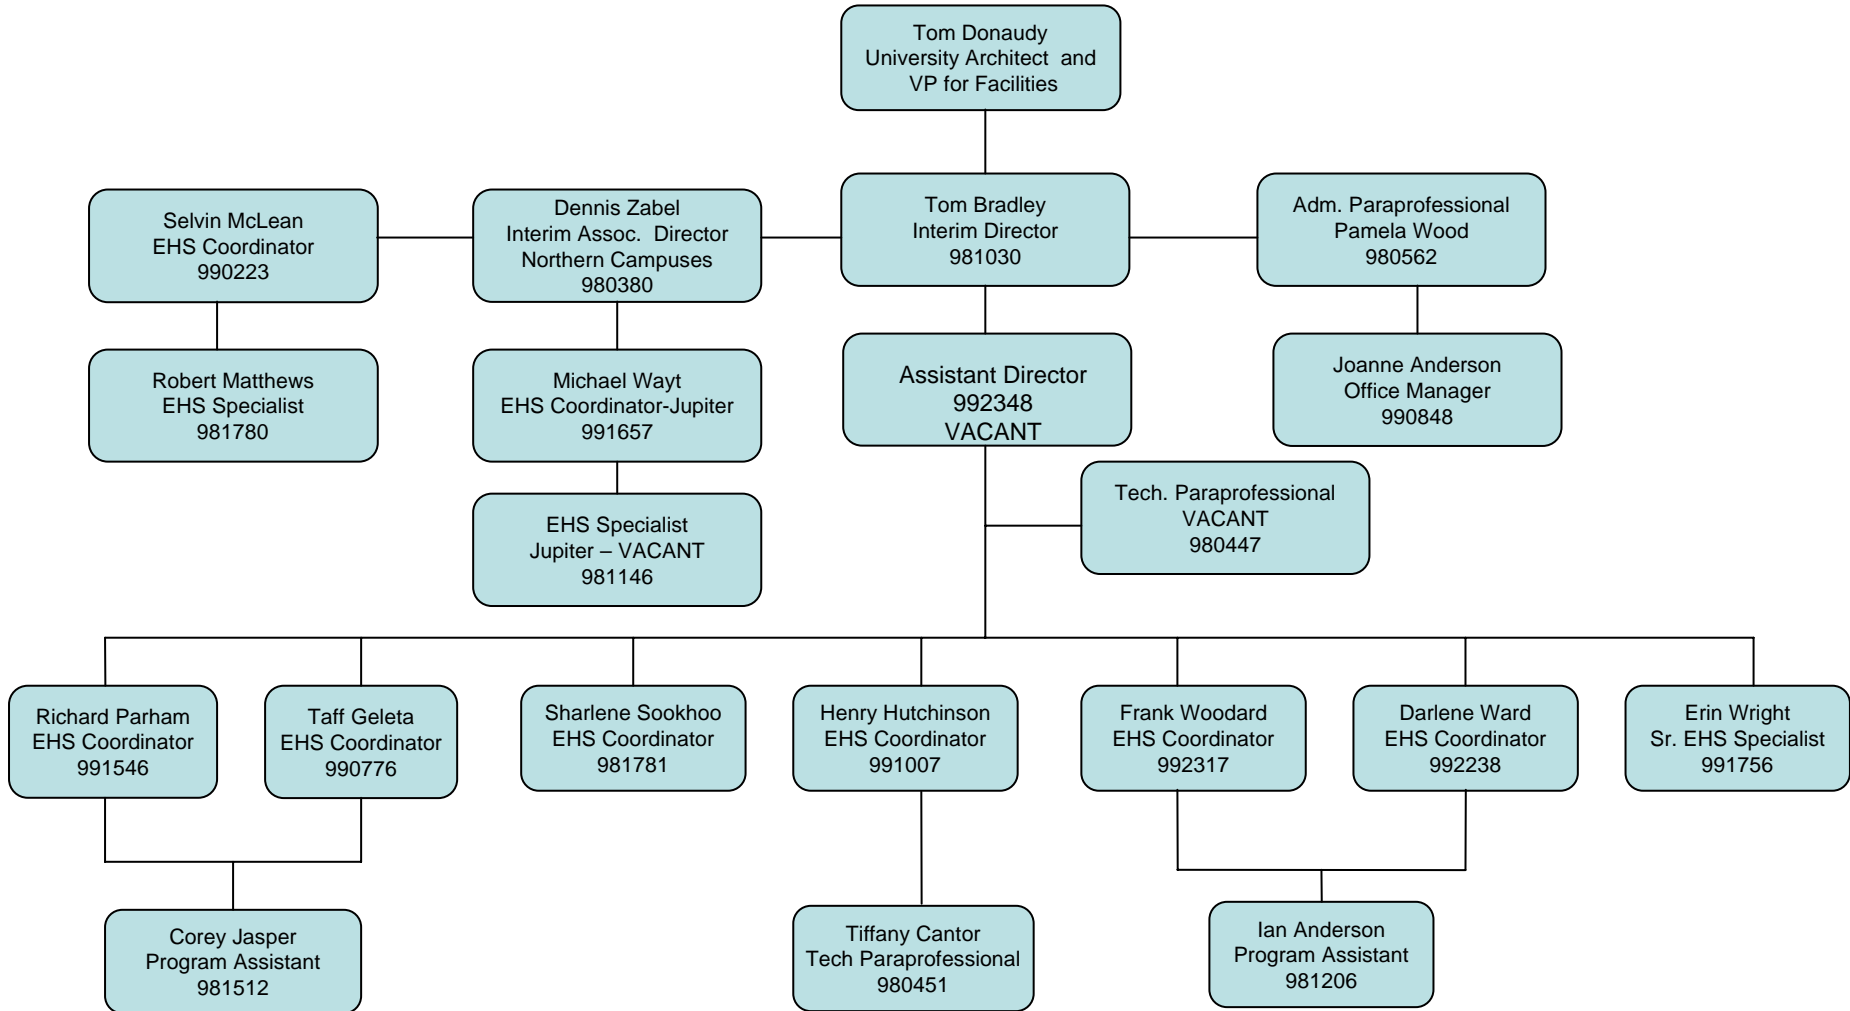 Tom Donaudy
University Architect and
VP for Facilities
Selvin McLean
EHS Coordinator
990223
Dennis Zabel
Interim Assoc. Director
Northern Campuses
980380
Tom Bradley
Interim Director
981030
Adm. Paraprofessional
Pamela Wood
980562
Robert Matthews
EHS Specialist
981780
Michael Wayt
EHS Coordinator-Jupiter
991657
Assistant Director
992348
VACANT
Joanne Anderson
Office Manager
990848
EHS Specialist
Jupiter – VACANT
981146
Tech. Paraprofessional
VACANT
980447
Richard Parham
EHS Coordinator
991546
Taff Geleta
EHS Coordinator
990776
Sharlene Sookhoo
EHS Coordinator
981781
Henry Hutchinson
EHS Coordinator
991007
Frank Woodard
EHS Coordinator
992317
Darlene Ward
EHS Coordinator
992238
Erin Wright
Sr. EHS Specialist
991756
Corey Jasper
Program Assistant
981512
Tiffany Cantor
Tech Paraprofessional
980451
Ian Anderson
Program Assistant
981206